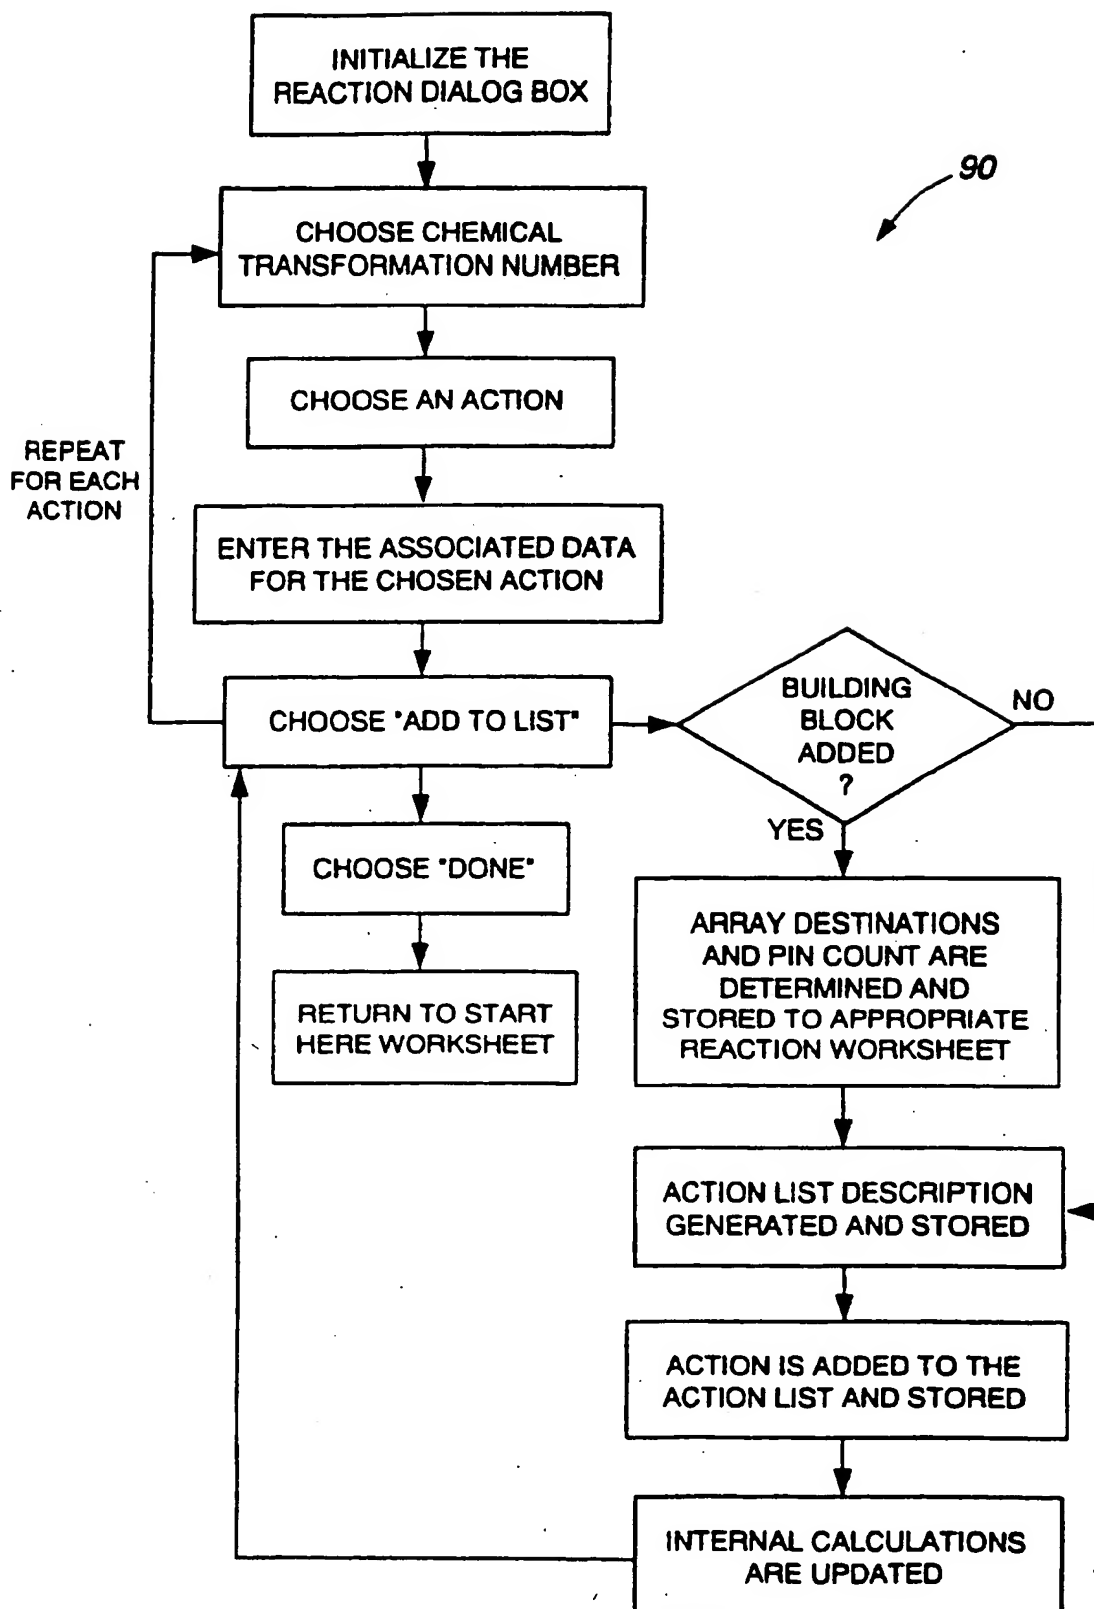 INITIALIZE THE
REACTION DIALOG BOX
90
CHOOSE CHEMICAL
TRANSFORMATION NUMBER
CHOOSE AN ACTION
REPEAT
FOR EACH
ACTION
ENTER THE ASSOCIATED DATA
FOR THE CHOSEN ACTION
CHOOSE "ADD TO LIST"
BUILDING
BLOCK
ADDED
?
NO
YES
CHOOSE "DONE"
RETURN TO START
HERE WORKSHEET
ARRAY DESTINATIONS
AND PIN COUNT ARE
DETERMINED AND
STORED TO APPROPRIATE
REACTION WORKSHEET
ACTION LIST DESCRIPTION
GENERATED AND STORED
ACTION IS ADDED TO THE
ACTION LIST AND STORED
INTERNAL CALCULATIONS
ARE UPDATED